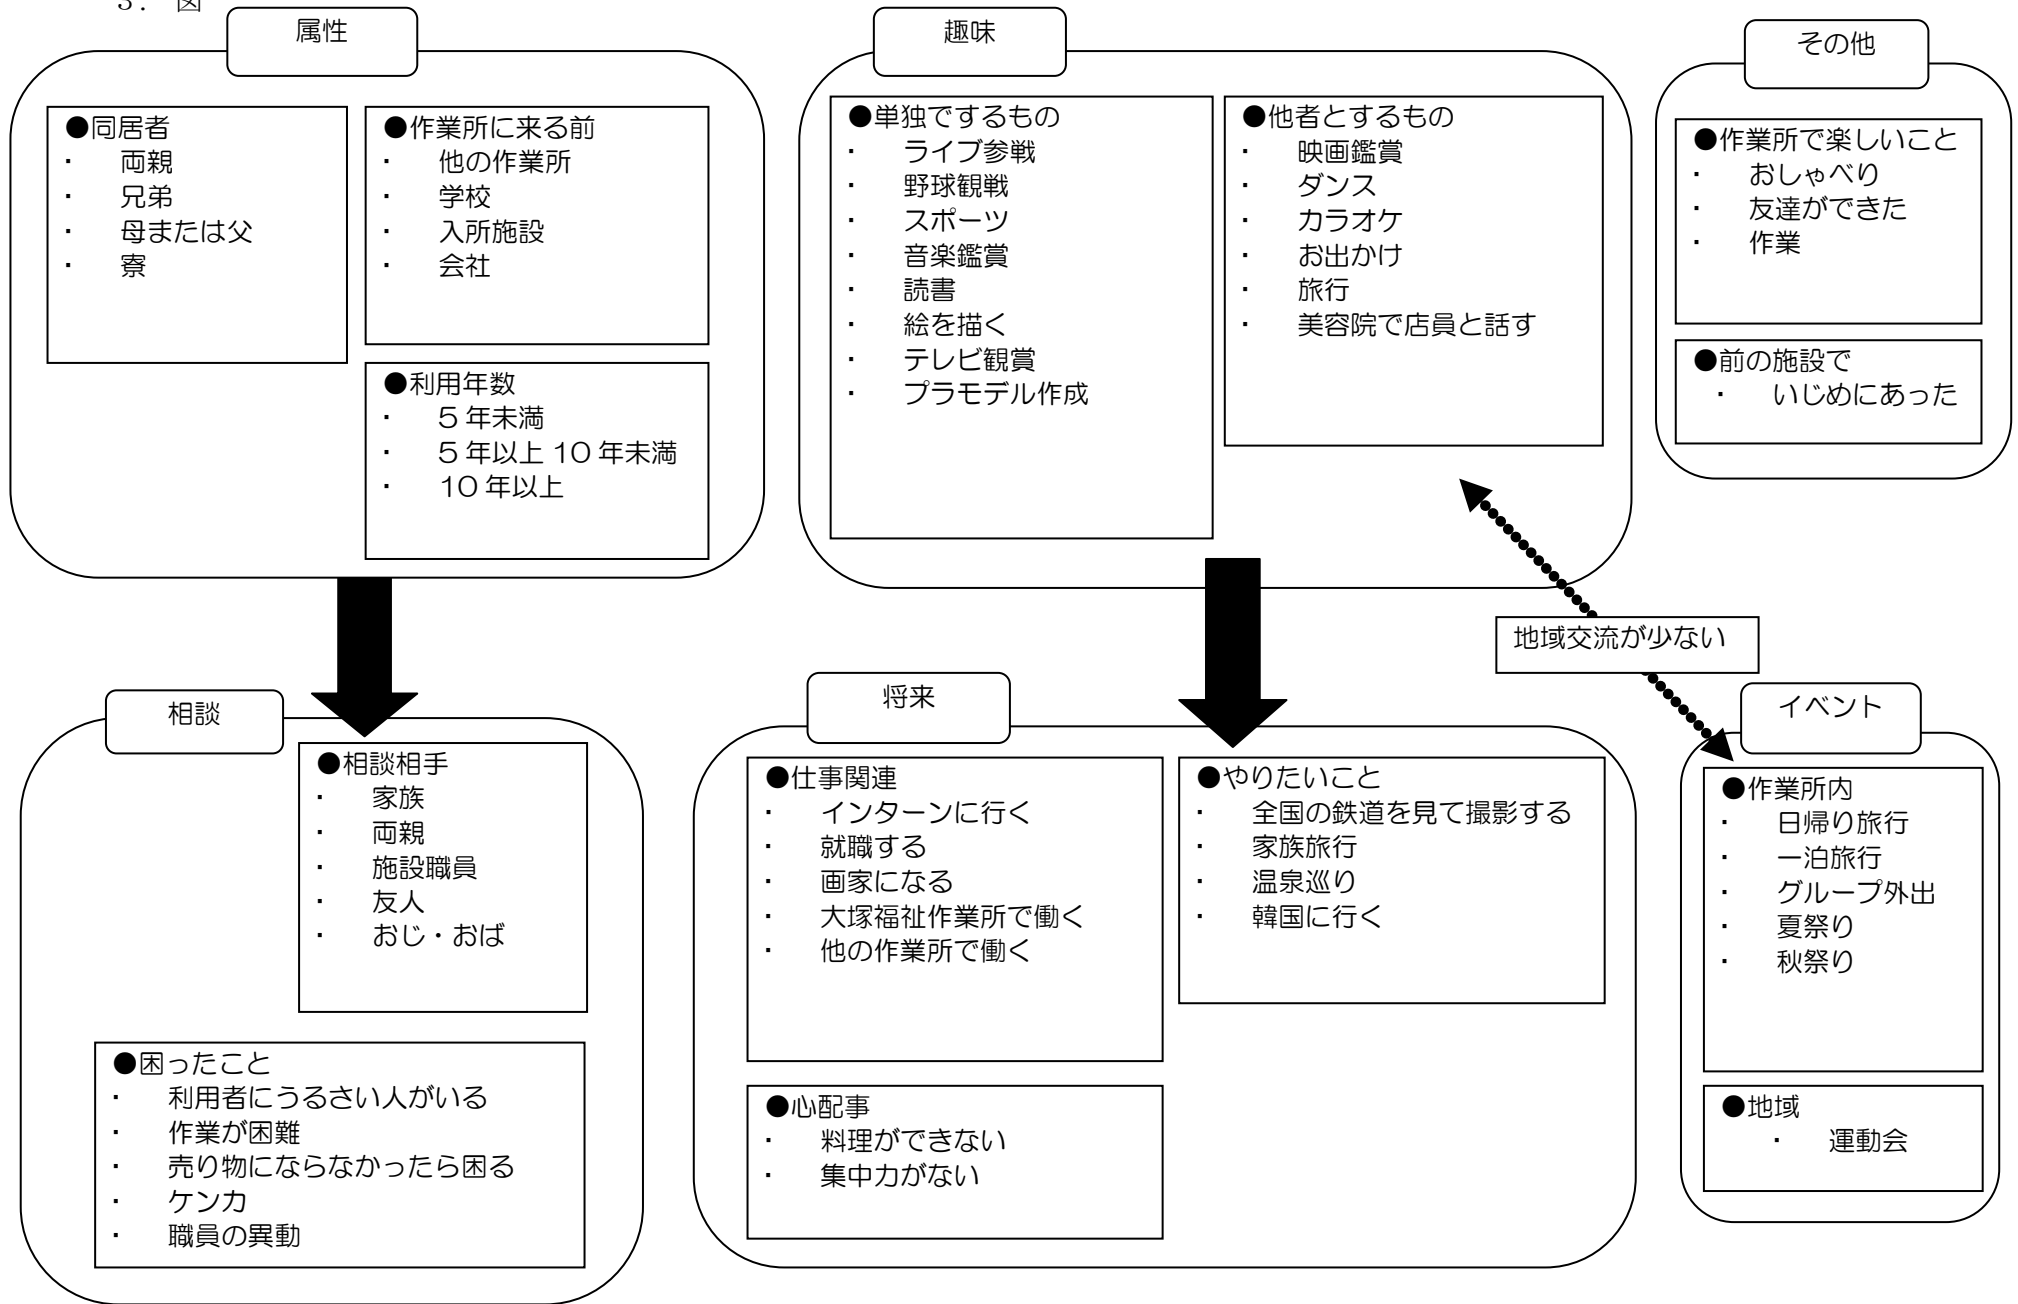 3. 図
属性
●同居者
・ 両親
・ 兄弟
・ 母または父
・ 寮
●作業所に来る前
・ 他の作業所
・ 学校
・ 入所施設
・ 会社
●利用年数
・ 5年未満
・ 5年以上10年未満
・ 10年以上
趣味
●単独でするもの
・ ライブ参戦
・ 野球観戦
・ スポーツ
・ 音楽鑑賞
・ 読書
・ 絵を描く
・ テレビ観賞
・ プラモデル作成
●他者とするもの
・ 映画鑑賞
・ ダンス
・ カラオケ
・ お出かけ
・ 旅行
・ 美容院で店員と話す
その他
●作業所で楽しいこと
・ おしゃべり
・ 友達ができた
・ 作業
●前の施設で
・ いじめにあった
地域交流が少ない
相談
●相談相手
・ 家族
・ 両親
・ 施設職員
・ 友人
・ おじ・おば
●困ったこと
・ 利用者にうるさい人がいる
・ 作業が困難
・ 売り物にならなかったら困る
・ ケンカ
・ 職員の異動
将来
●仕事関連
・ インターンに行く
・ 就職する
・ 画家になる
・ 大塚福祉作業所で働く
・ 他の作業所で働く
●やりたいこと
・ 全国の鉄道を見て撮影する
・ 家族旅行
・ 温泉巡り
・ 韓国に行く
●心配事
・ 料理ができない
・ 集中力がない
イベント
●作業所内
・ 日帰り旅行
・ 一泊旅行
・ グループ外出
・ 夏祭り
・ 秋祭り
●地域
・ 運動会